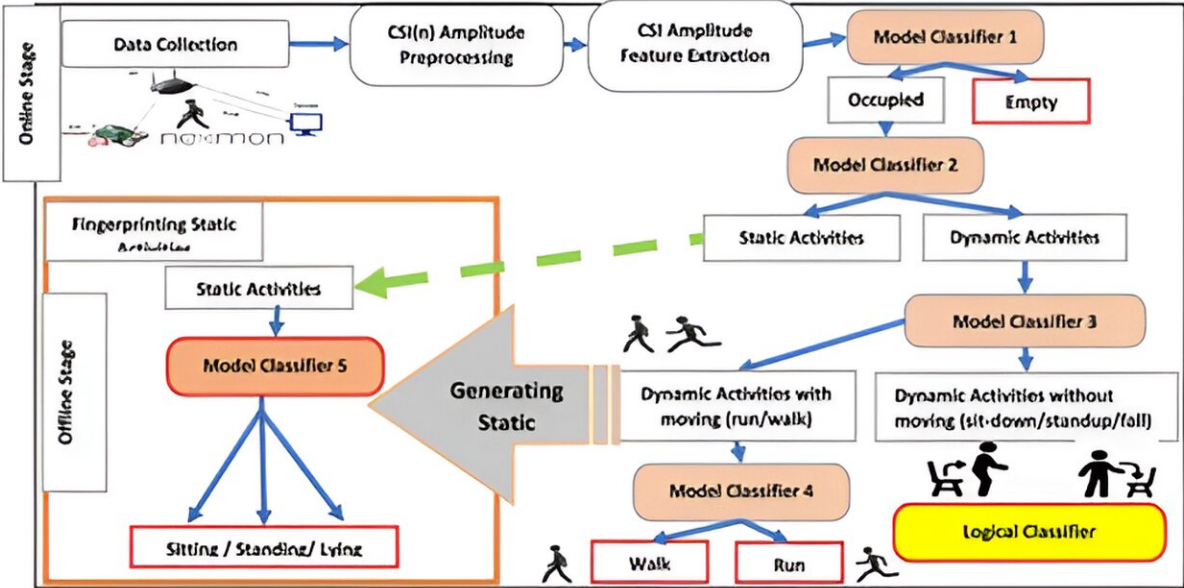 Online Stage
Data Collection
CSI(n) Amplitude
Preprocessing
CSI Amplitude
Feature Extraction
Model Classifier 1
Occupied
Empty
nexmon
Model Classifier 2
Static Activities
Dynamic Activities
Fingerprinting Static
Activities
Static Activities
Model Classifier 3
Offline Stage
Model Classifier 5
Generating
Static
Dynamic Activities with
moving (run/walk)
Dynamic Activities without
moving (sit-down/standup/fall)
Model Classifier 4
Logical Classifier
Sitting / Standing/ Lying
Walk
Run